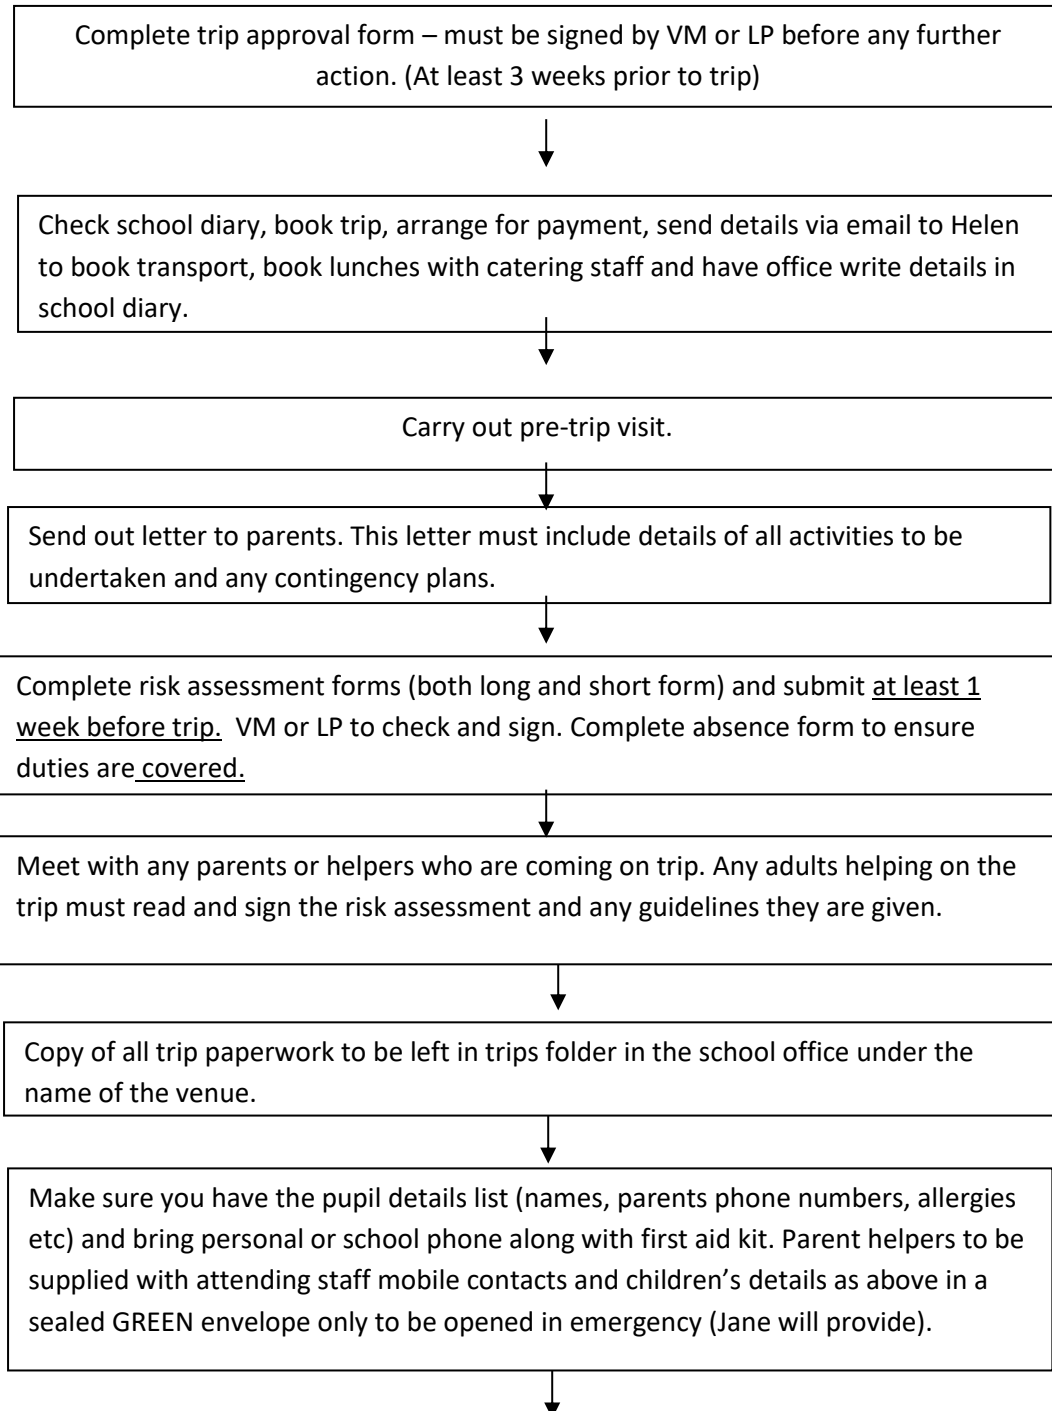 Complete trip approval form – must be signed by VM or LP before any further
action. (At least 3 weeks prior to trip)
Check school diary, book trip, arrange for payment, send details via email to Helen
to book transport, book lunches with catering staff and have office write details in
school diary.
Carry out pre-trip visit.
Send out letter to parents. This letter must include details of all activities to be
undertaken and any contingency plans.
Complete risk assessment forms (both long and short form) and submit at least 1
week before trip.  VM or LP to check and sign. Complete absence form to ensure
duties are covered.
Meet with any parents or helpers who are coming on trip. Any adults helping on the
trip must read and sign the risk assessment and any guidelines they are given.
Copy of all trip paperwork to be left in trips folder in the school office under the
name of the venue.
Make sure you have the pupil details list (names, parents phone numbers, allergies
etc) and bring personal or school phone along with first aid kit. Parent helpers to be
supplied with attending staff mobile contacts and children’s details as above in a
sealed GREEN envelope only to be opened in emergency (Jane will provide).